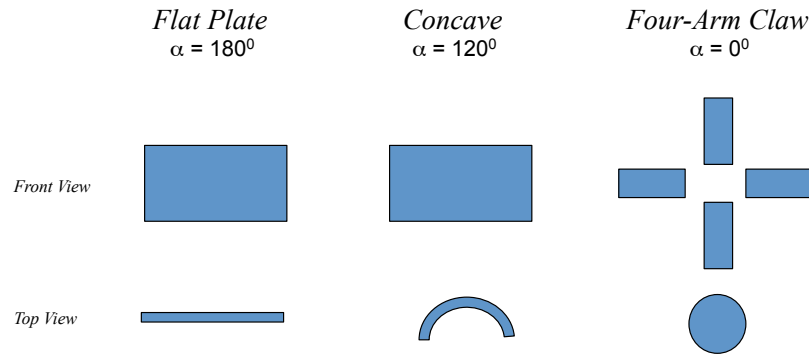 Flat Plate
α = 180⁰
Concave
α = 120⁰
Four-Arm Claw
α = 0⁰
Front View
Top View